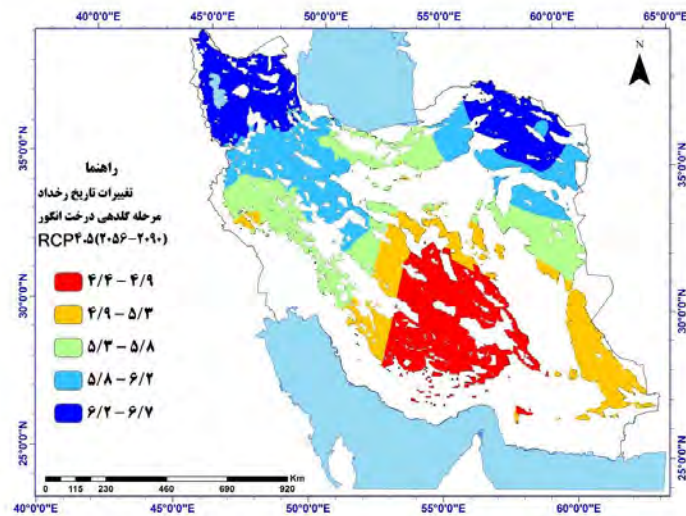 40°0'0"E 45°0'0"E 50°0'0"E 55°0'0"E 60°0'0"E 65°0'0"E
N
35°0'0"N 35°0'0"N
راهنما
تغییرات تاریخ رخداد
مرحله گلدهی درخت انگور
RCP۴.۵(۲۰۵۶-۲۰۹۰)
۴/۴ - ۴/۹
30°0'0"N 30°0'0"N
۴/۹ - ۵/۳
۵/۳ - ۵/۸
۵/۸ - ۶/۲
۶/۲ - ۶/۷
25°0'0"N 25°0'0"N
Km
0 115 230 460 690 920
40°0'0"E 45°0'0"E 50°0'0"E 55°0'0"E 60°0'0"E